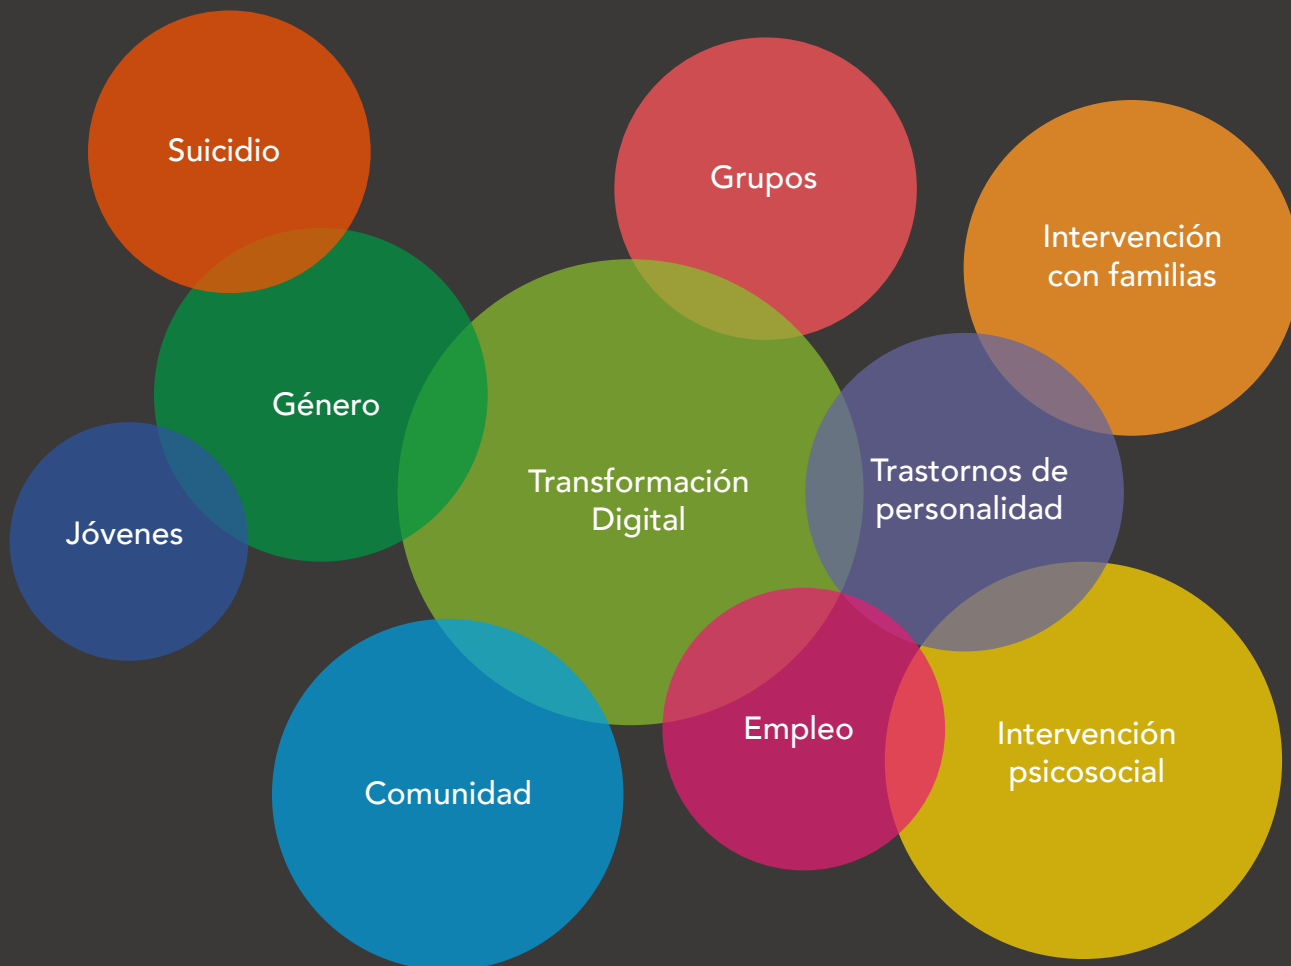 Suicidio
Grupos
Intervención
con familias
Género
Transformación
Digital
Trastornos de
personalidad
Jóvenes
Comunidad
Empleo
Intervención
psicosocial